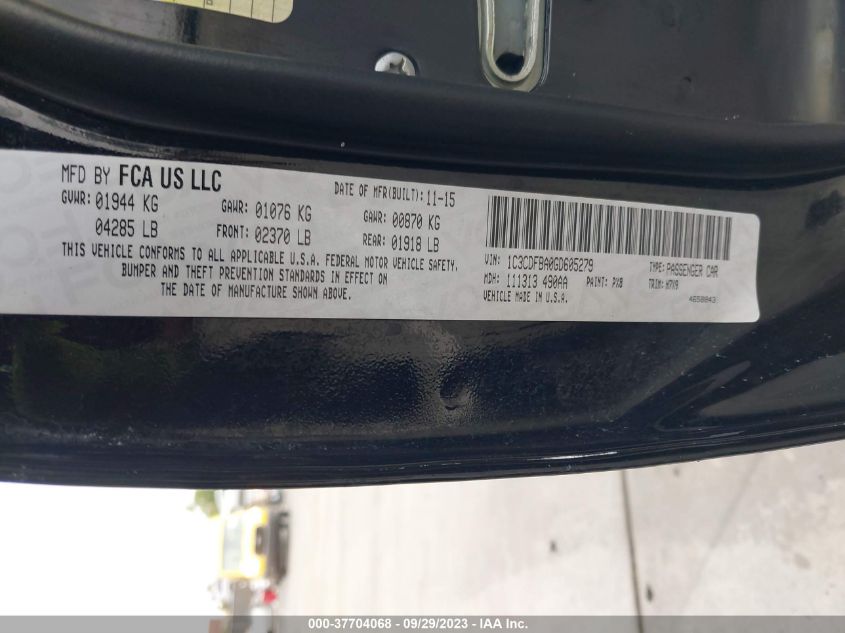 MFD BY FCA US LLC
DATE OF MFR(BUILT): 11-15
GVWR: 01944 KG
04285 LB
GAWR: 01076 KG
FRONT: 02370 LB
GAWR: 00870 KG
REAR: 01918 LB
THIS VEHICLE CONFORMS TO ALL APPLICABLE U.S.A. FEDERAL MOTOR VEHICLE SAFETY,
BUMPER AND THEFT PREVENTION STANDARDS IN EFFECT ON
THE DATE OF MANUFACTURE SHOWN ABOVE.
VIN: 1C3CDFBA0GD605279
TYPE: PASSENGER CAR
MDH: 111313 490AA
PAINT: PX8
TRIM: H7X9
VEHICLE MADE IN U.S.A.
4658843
000-37704068 - 09/29/2023 - IAA Inc.